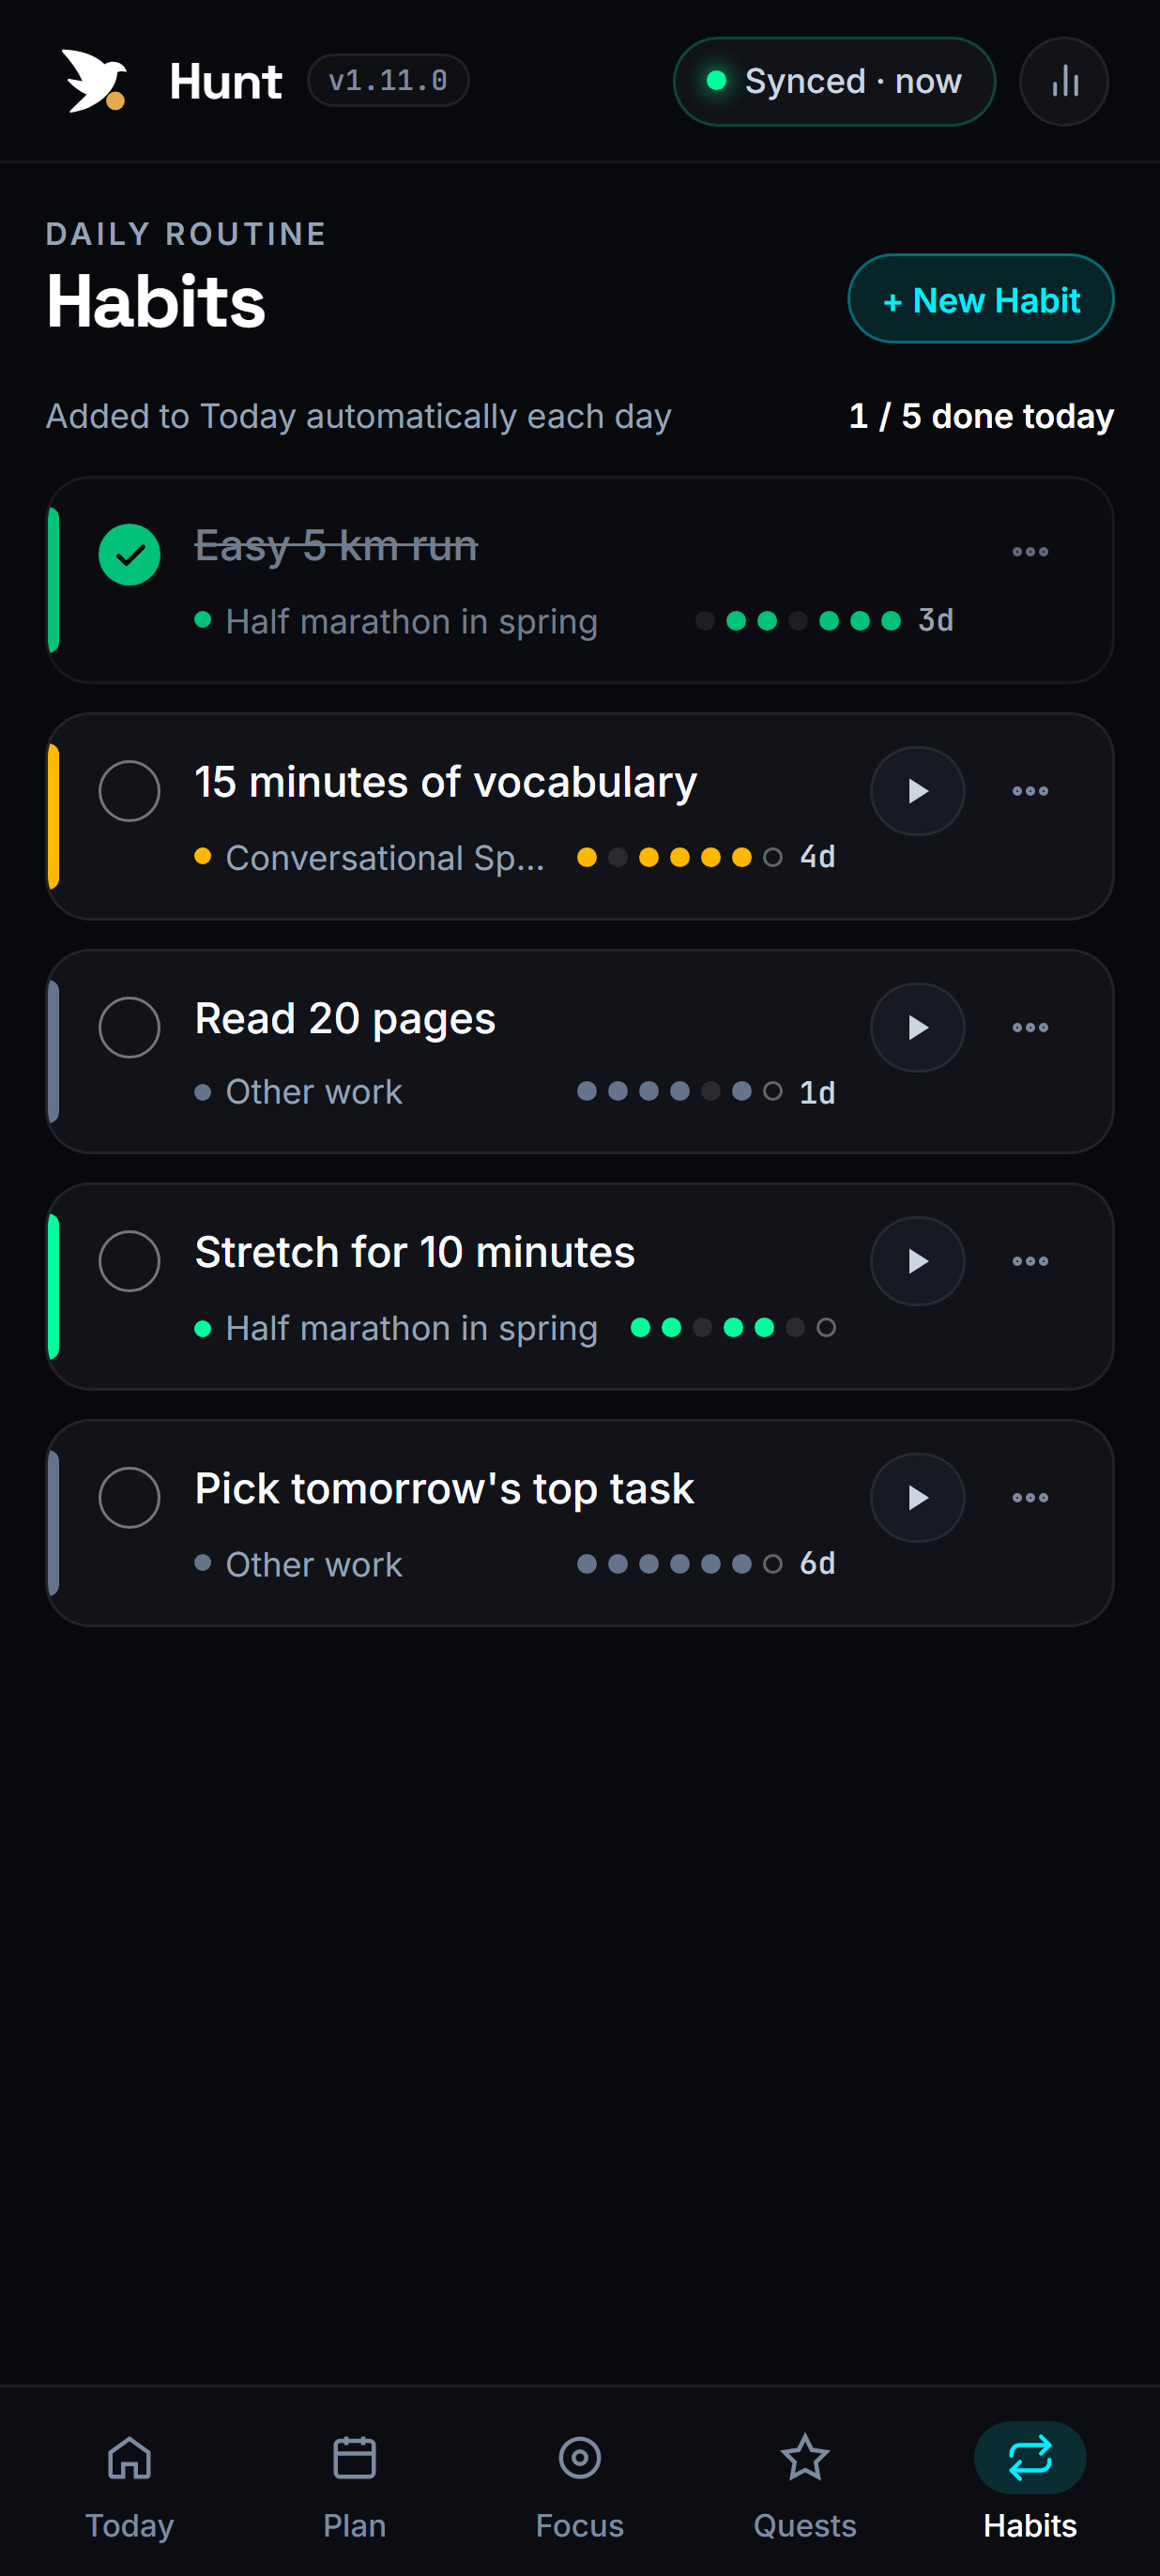 Hunt v1.11.0 Synced · now
DAILY ROUTINE
Habits
+ New Habit
Added to Today automatically each day 1 / 5 done today
Easy 5 km run
Half marathon in spring 3d
15 minutes of vocabulary
Conversational Sp... 4d
Read 20 pages
Other work 1d
Stretch for 10 minutes
Half marathon in spring
Pick tomorrow's top task
Other work 6d
Today Plan Focus Quests Habits